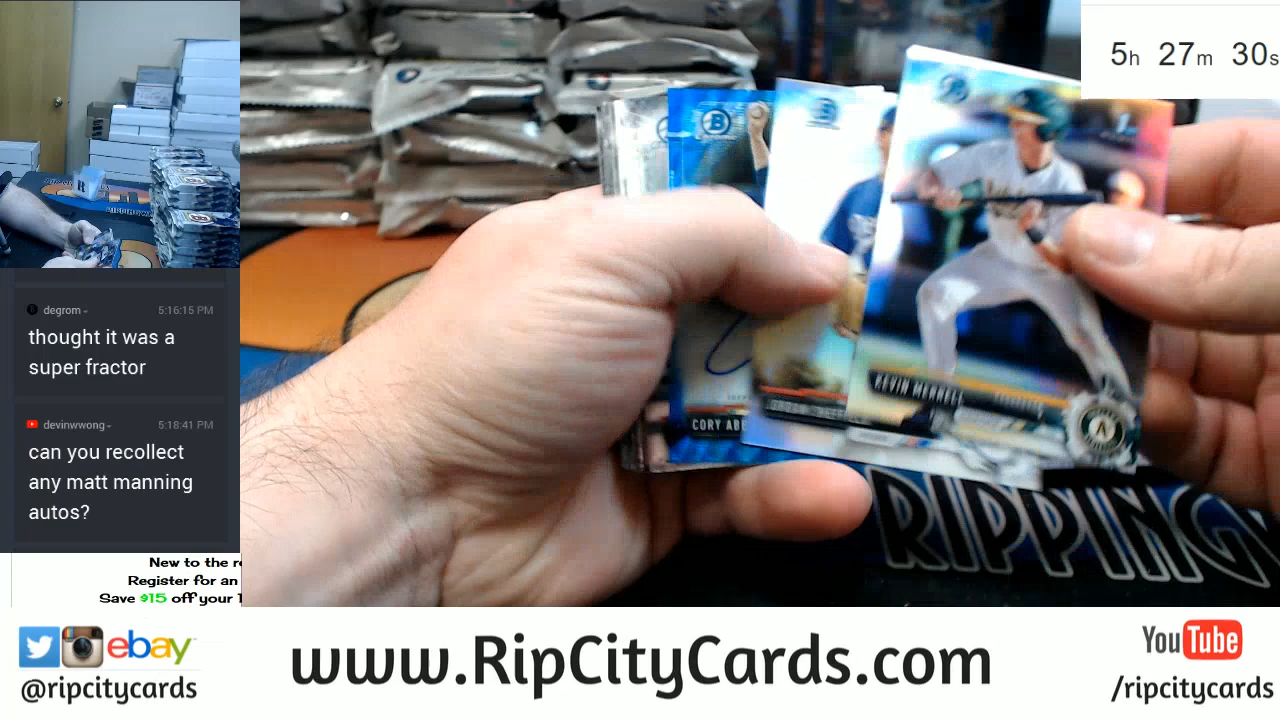 5h 27m 30s
degrom
5:16:15 PM
thought it was a
super fractor
devinwwong
5:18:41 PM
can you recollect
any matt manning
autos?
New to the r
Register for an
Save $15 off your
B
CORY ABB
KEVIN MERRELL
A
RIPPING
ebay
@ripcitycards
www.RipCityCards.com
YouTube
/ripcitycards